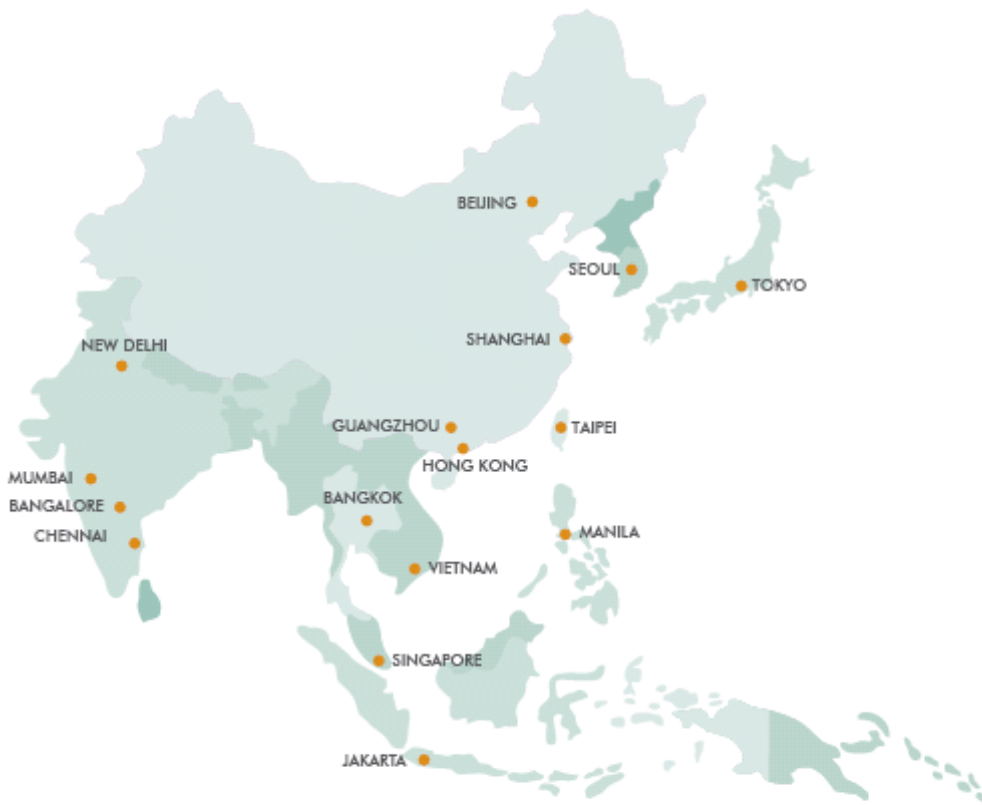 BEIJING
SEOUL
TOKYO
SHANGHAI
NEW DELHI
GUANGZHOU
TAIPEI
HONG KONG
MUMBAI
BANGKOK
BANGALORE
CHENNAI
MANILA
VIETNAM
SINGAPORE
JAKARTA